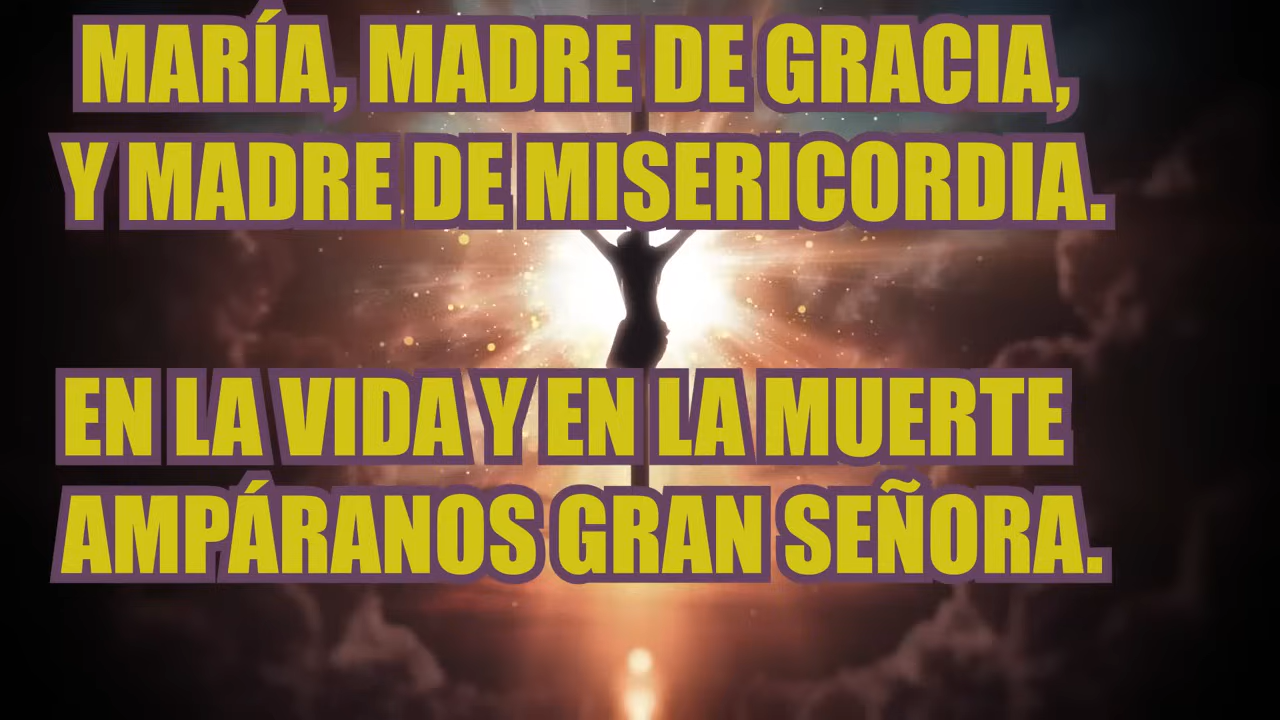 MARÍA, MADRE DE GRACIA,
Y MADRE DE MISERICORDIA.
EN LA VIDA Y EN LA MUERTE
AMPÁRANOS GRAN SEÑORA.